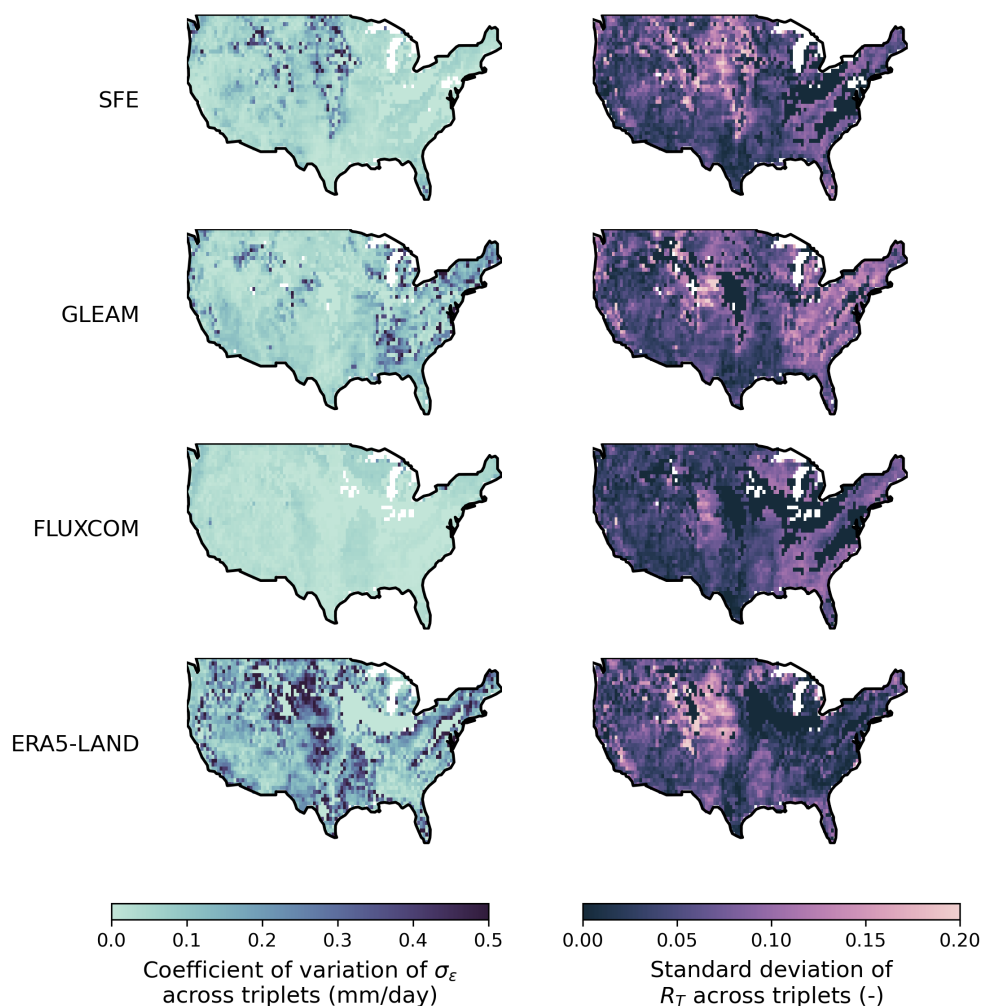 SFE
GLEAM
FLUXCOM
ERA5-LAND
0.0 0.1 0.2 0.3 0.4 0.5
Coefficient of variation of σε
across triplets (mm/day)
0.00 0.05 0.10 0.15 0.20
Standard deviation of
RT across triplets (-)